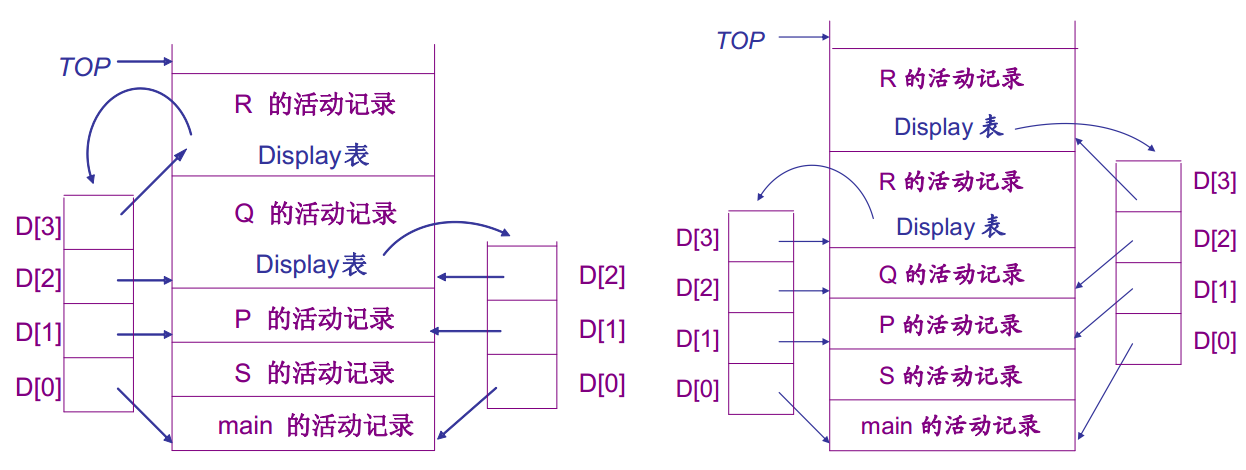 TOP
R 的活动记录
Display表
Q 的活动记录
Display表
P 的活动记录
S 的活动记录
main 的活动记录
D[3]
D[2]
D[1]
D[0]
D[2]
D[1]
D[0]
TOP
R 的活动记录
Display 表
R 的活动记录
Display 表
Q 的活动记录
P 的活动记录
S 的活动记录
main 的活动记录
D[3]
D[2]
D[1]
D[0]
D[3]
D[2]
D[1]
D[0]